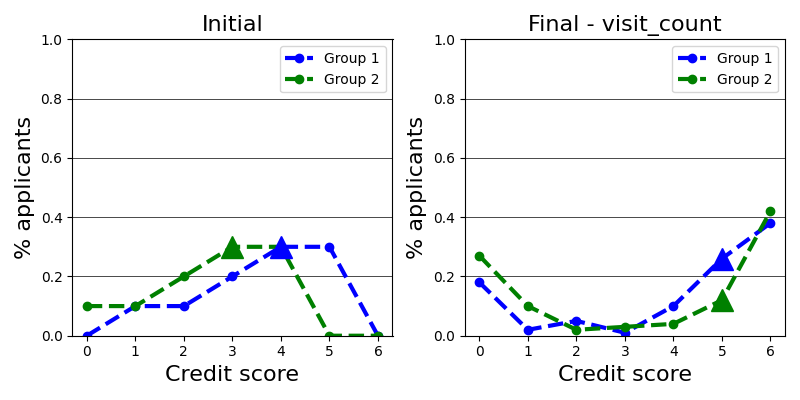 Initial
1.0
0.8
0.6
0.4
0.2
0.0
% applicants
0 1 2 3 4 5 6
Credit score
Group 1
Group 2
Final - visit_count
1.0
0.8
0.6
0.4
0.2
0.0
% applicants
0 1 2 3 4 5 6
Credit score
Group 1
Group 2